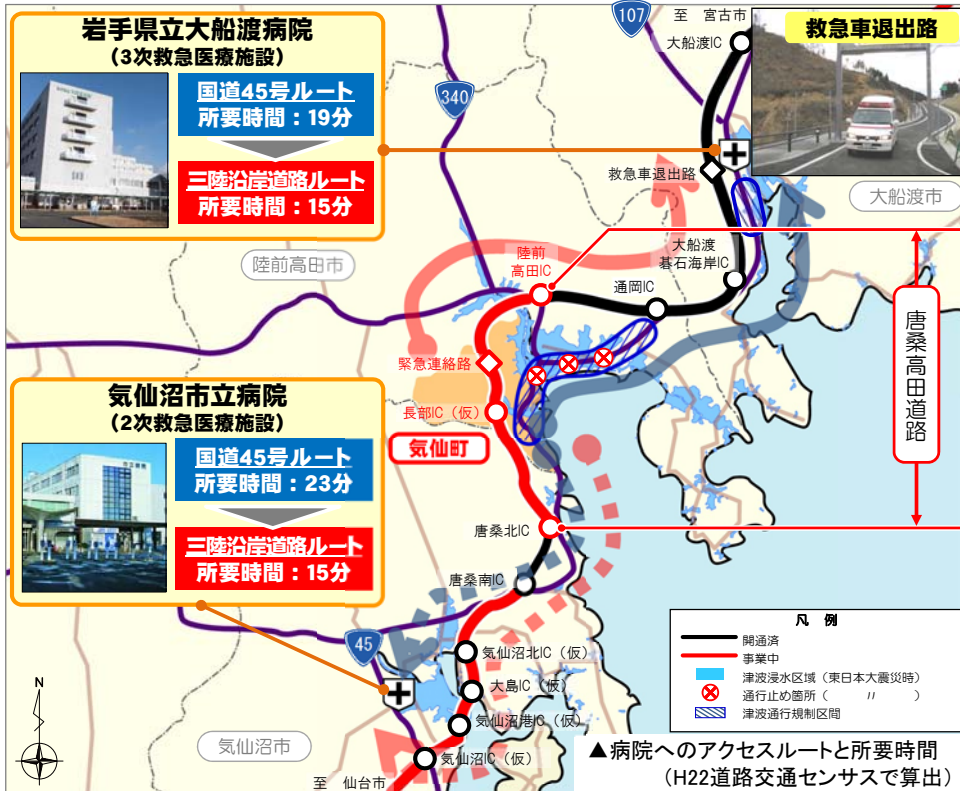 岩手県立大船渡病院
(3次救急医療施設)
国道45号ルート
所要時間：19分
三陸沿岸道路ルート
所要時間：15分
107
至 宮古市
大船渡IC
340
救急車退出路
救急車退出路
大船渡市
陸前高田市
陸前
高田IC
大船渡
碁石海岸IC
通岡IC
唐桑高田道路
緊急連絡路
長部IC（仮）
気仙町
気仙沼市立病院
(2次救急医療施設)
国道45号ルート
所要時間：23分
三陸沿岸道路ルート
所要時間：15分
唐桑北IC
唐桑南IC
45
気仙沼北IC（仮）
大島IC（仮）
気仙沼港IC（仮）
気仙沼IC（仮）
気仙沼市
至 仙台市
N
凡 例
開通済
事業中
津波浸水区域（東日本大震災時）
通行止め箇所（ 〃 ）
津波通行規制区間
▲病院へのアクセスルートと所要時間
（H22道路交通センサスで算出）